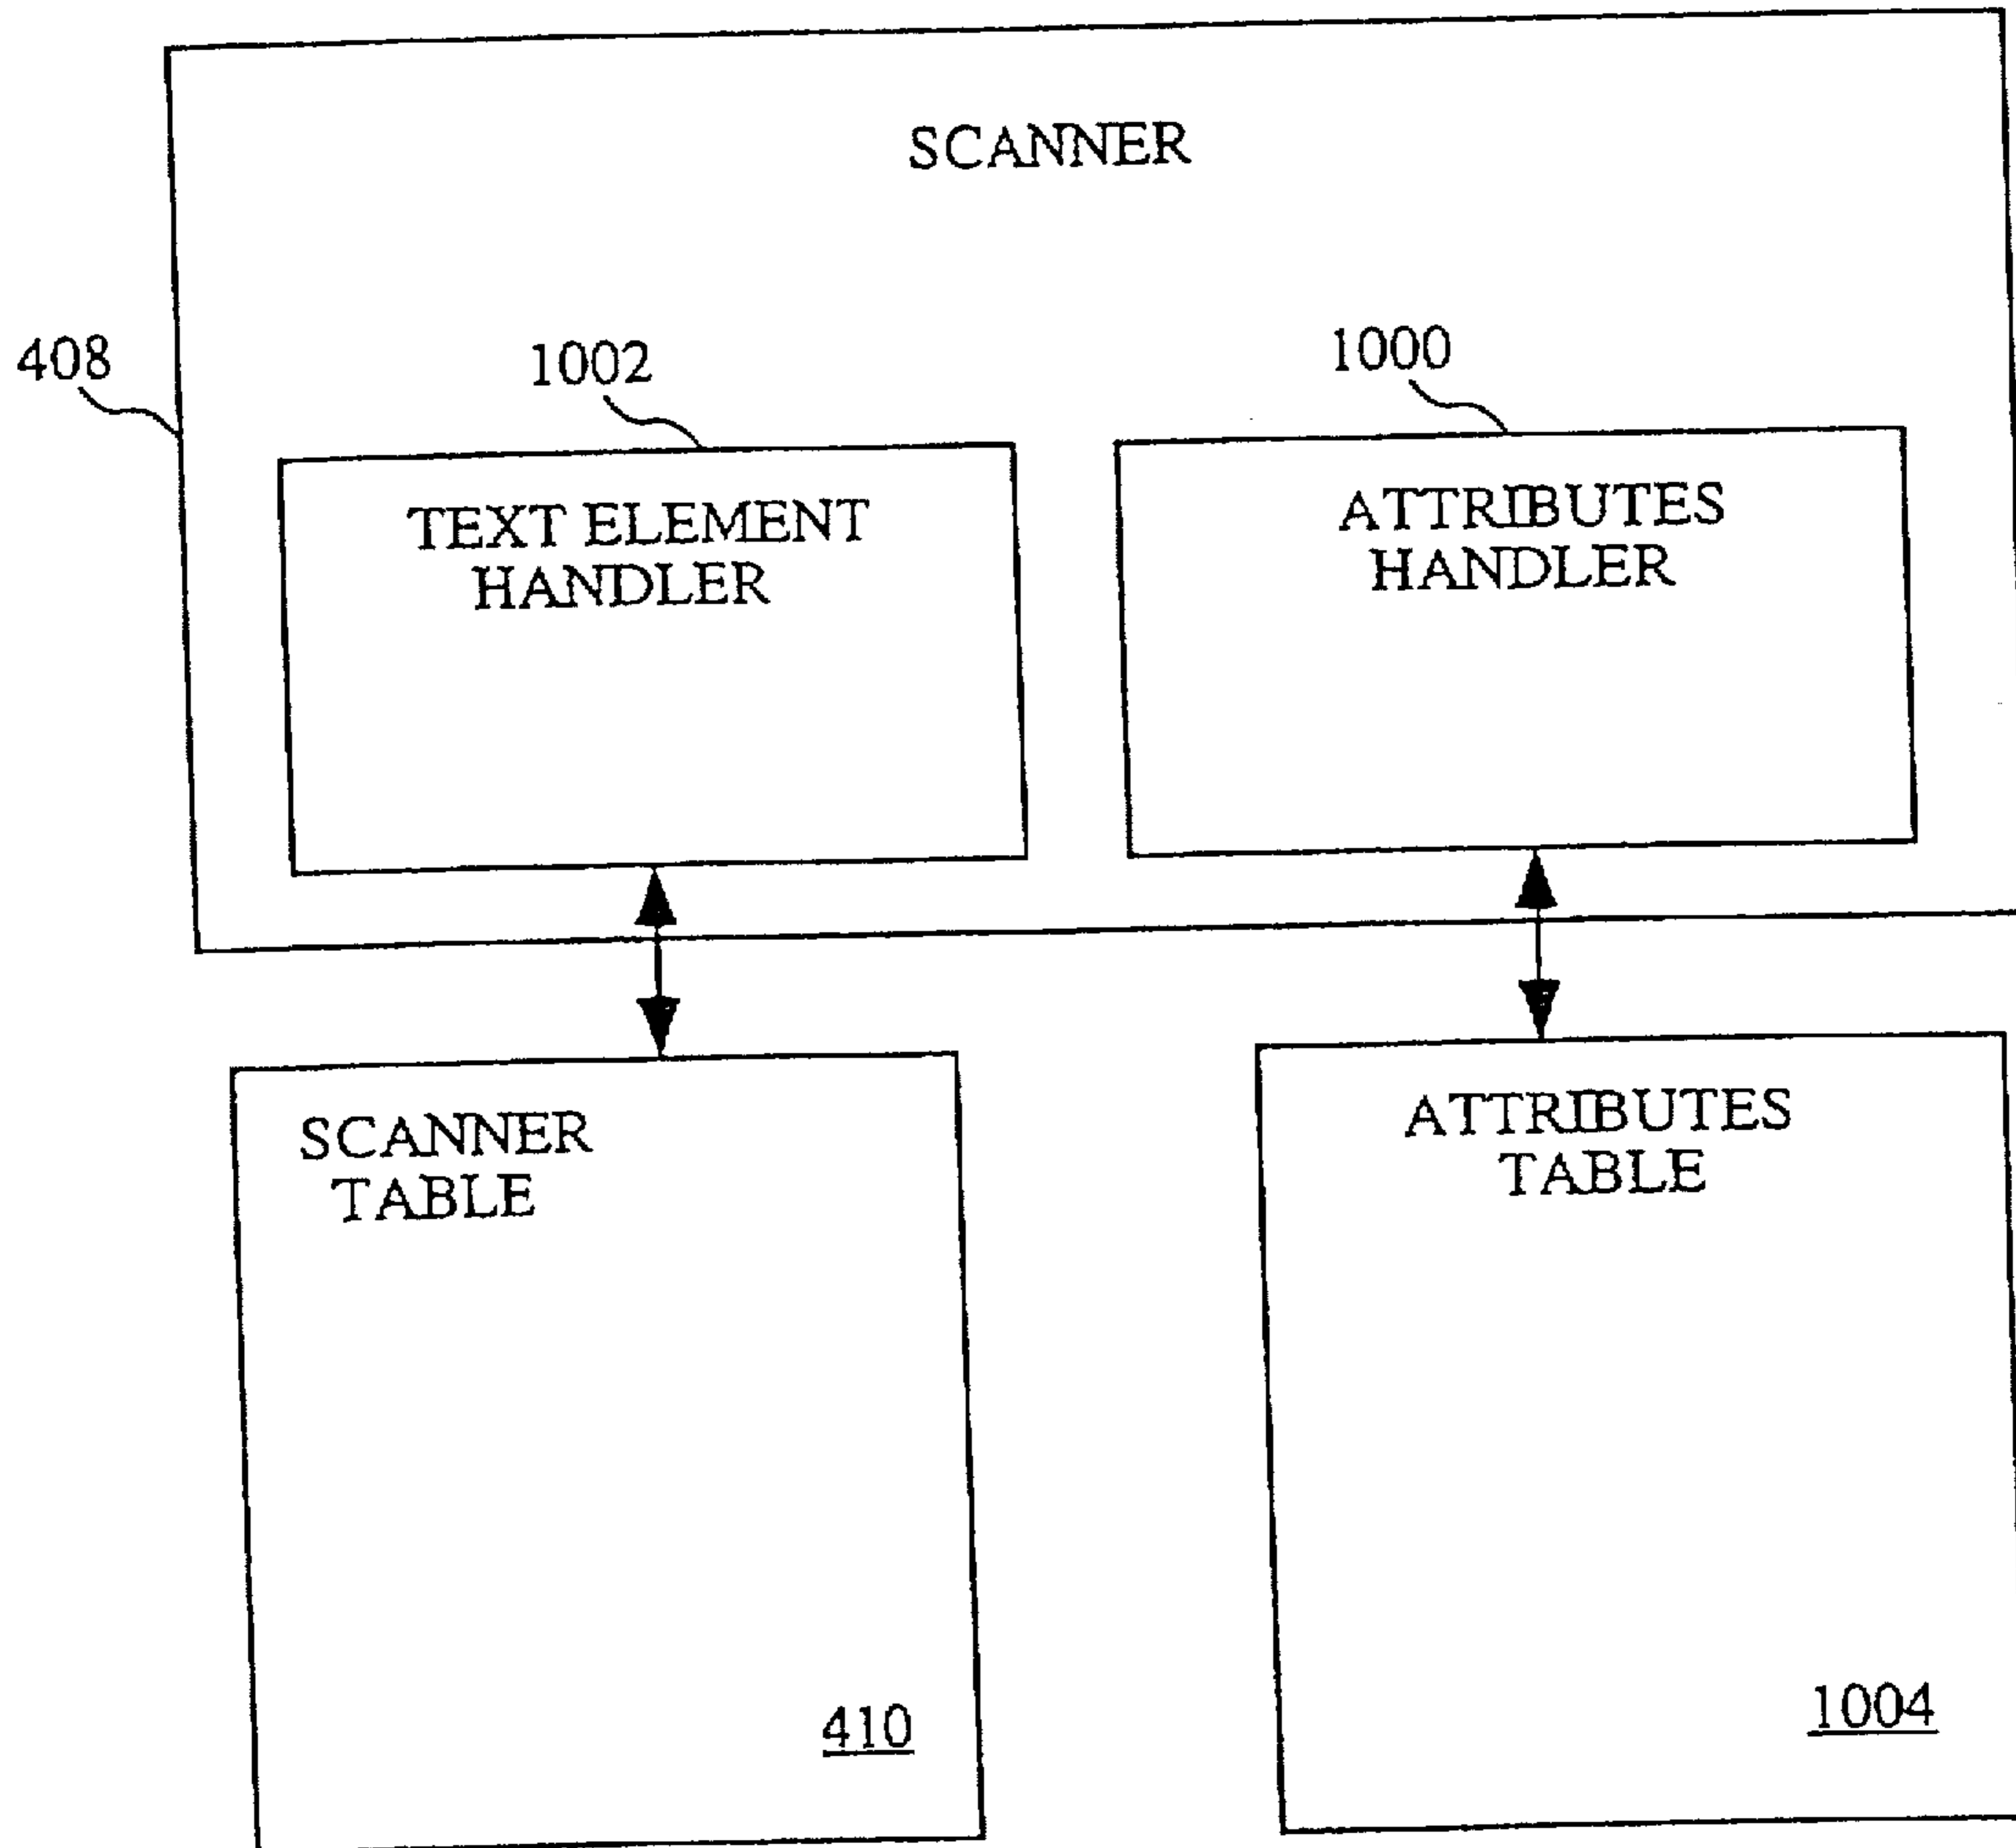 SCANNER
408
1002
1000
TEXT ELEMENT
HANDLER
ATTRIBUTES
HANDLER
SCANNER
TABLE
410
ATTRIBUTES
TABLE
1004